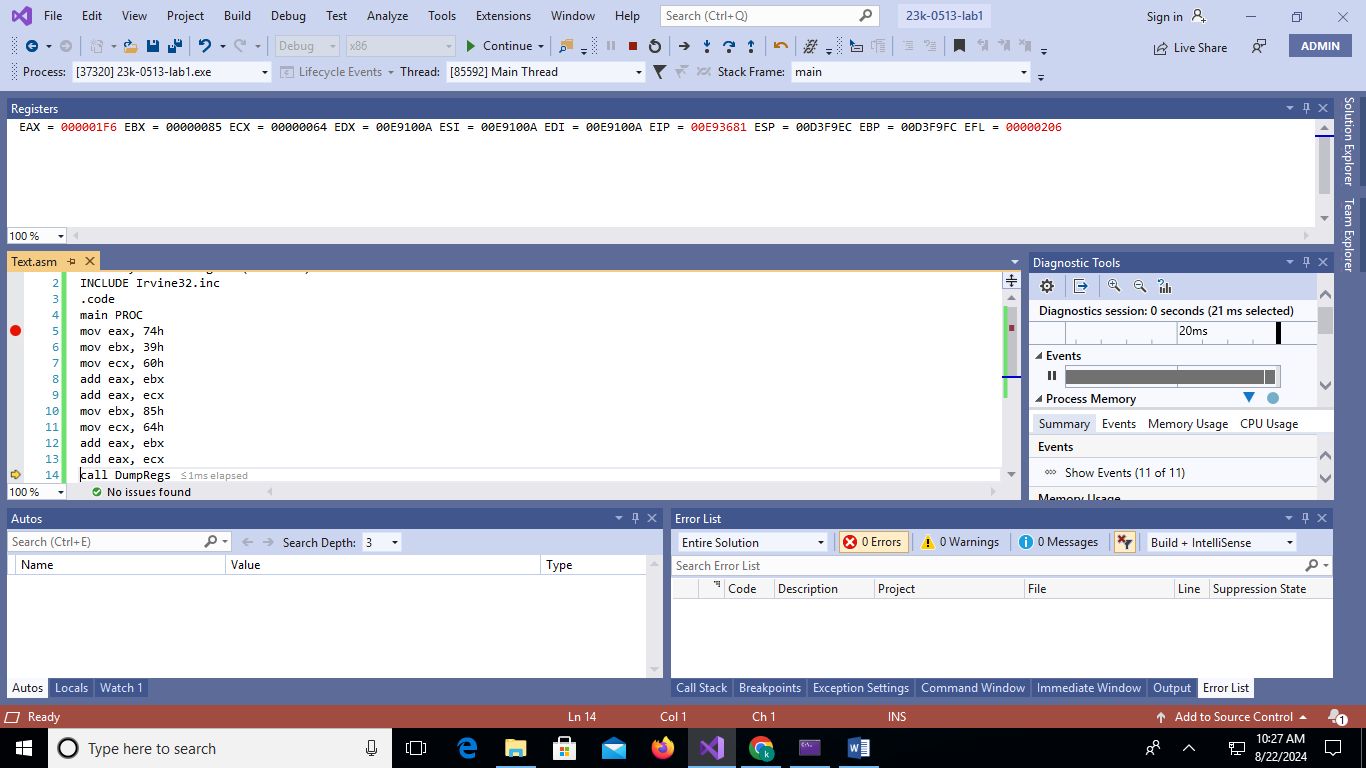 File Edit View Project Build Debug Test Analyze Tools Extensions Window Help Search (Ctrl+Q) 23k-0513-lab1 Sign in
Debug x86 Continue Live Share ADMIN
Process: [37320] 23k-0513-lab1.exe Lifecycle Events Thread: [85592] Main Thread Stack Frame: main
Registers
EAX = 000001F6 EBX = 00000085 ECX = 00000064 EDX = 00E9100A ESI = 00E9100A EDI = 00E9100A EIP = 00E93681 ESP = 00D3F9EC EBP = 00D3F9FC EFL = 00000206
100 %
Solution Explorer
Team Explorer
Text.asm
2 INCLUDE Irvine32.inc
3 .code
4 main PROC
5 mov eax, 74h
6 mov ebx, 39h
7 mov ecx, 60h
8 add eax, ebx
9 add eax, ecx
10 mov ebx, 85h
11 mov ecx, 64h
12 add eax, ebx
13 add eax, ecx
14 call DumpRegs ≤1ms elapsed
100 % No issues found
Diagnostic Tools
Diagnostics session: 0 seconds (21 ms selected)
20ms
Events
Process Memory
Summary Events Memory Usage CPU Usage
Events
Show Events (11 of 11)
Memory Usage
Autos
Search (Ctrl+E) Search Depth: 3
Name Value Type
Autos Locals Watch 1
Error List
Entire Solution 0 Errors 0 Warnings 0 Messages Build + IntelliSense
Search Error List
Code Description Project File Line Suppression State
Call Stack Breakpoints Exception Settings Command Window Immediate Window Output Error List
Ready Ln 14 Col 1 Ch 1 INS Add to Source Control 1
Type here to search
10:27 AM
8/22/2024